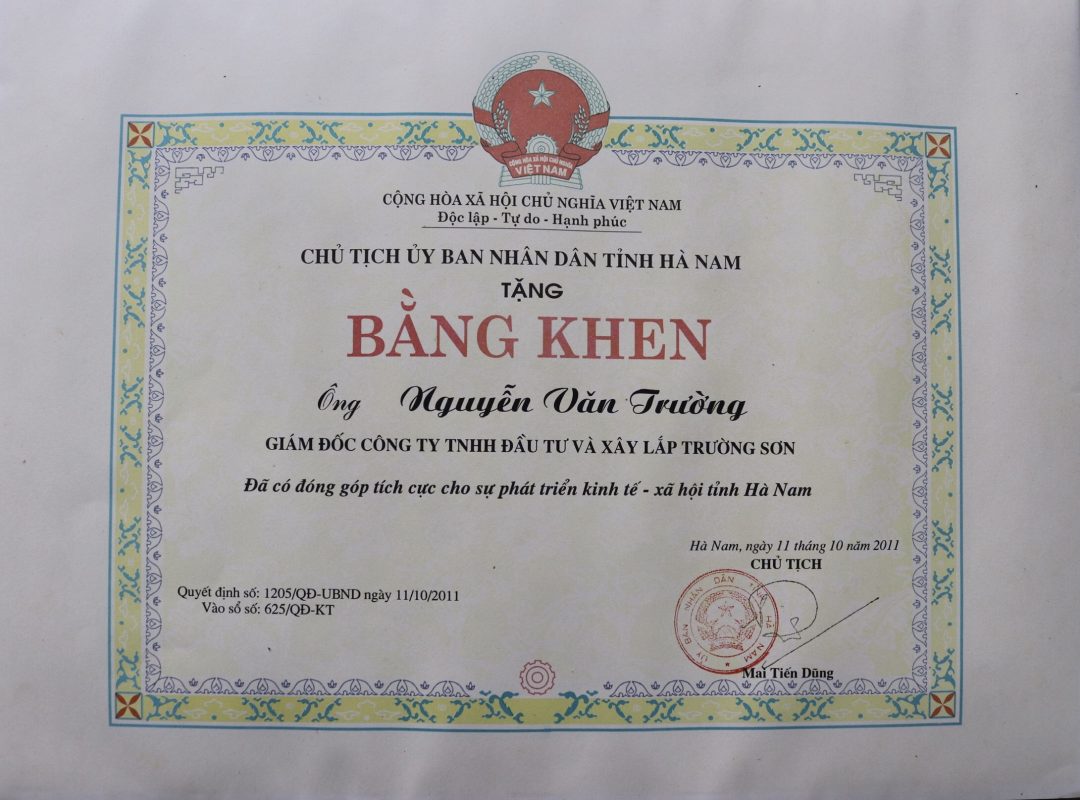 CỘNG HÒA XÃ HỘI CHỦ NGHĨA
VIỆT NAM
CỘNG HÒA XÃ HỘI CHỦ NGHĨA VIỆT NAM
Độc lập - Tự do - Hạnh phúc
CHỦ TỊCH ỦY BAN NHÂN DÂN TỈNH HÀ NAM
TẶNG
BẰNG KHEN
Ông Nguyễn Văn Trường
GIÁM ĐỐC CÔNG TY TNHH ĐẦU TƯ VÀ XÂY LẮP TRƯỜNG SƠN
Đã có đóng góp tích cực cho sự phát triển kinh tế - xã hội tỉnh Hà Nam
Hà Nam, ngày 11 tháng 10 năm 2011
CHỦ TỊCH
Quyết định số: 1205/QĐ-UBND ngày 11/10/2011
Vào sổ số: 625/QĐ-KT
ỦY BAN NHÂN DÂN HÀ NAM
Mai Tiến Dũng